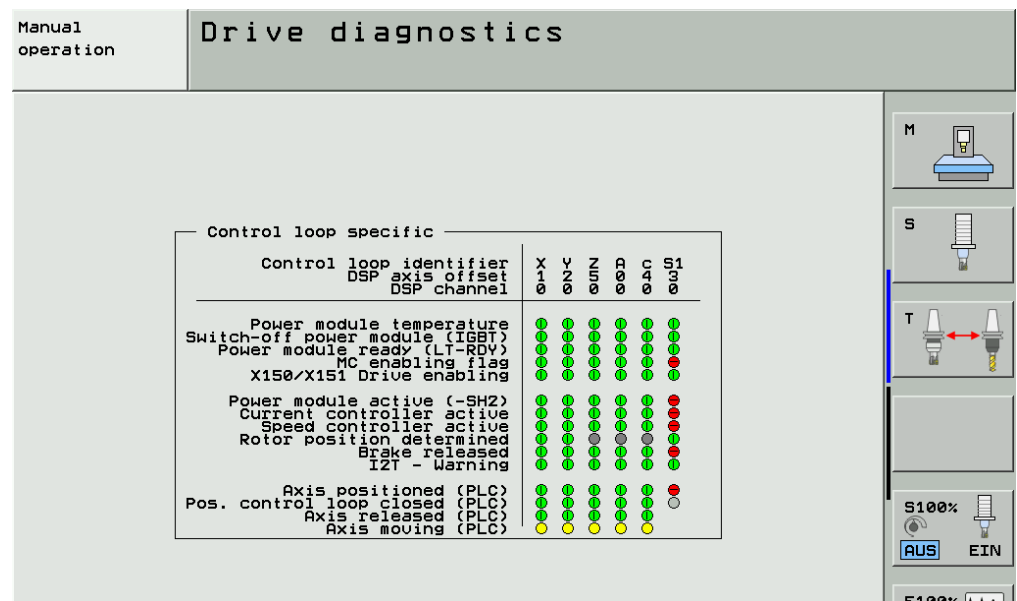 Manual
operation
Drive diagnostics
Control loop specific
Control loop identifier X Y Z A C S1
DSP axis offset 1 2 5 0 4 3
DSP channel 0 0 0 0 0 0
Power module temperature
Switch-off power module (IGBT)
Power module ready (LT-RDY)
MC enabling flag
X150/X151 Drive enabling
Power module active (-SH2)
Current controller active
Speed controller active
Rotor position determined
Brake released
I2T - Warning
Axis positioned (PLC)
Pos. control loop closed (PLC)
Axis released (PLC)
Axis moving (PLC)
M
S
T
S100%
AUS EIN